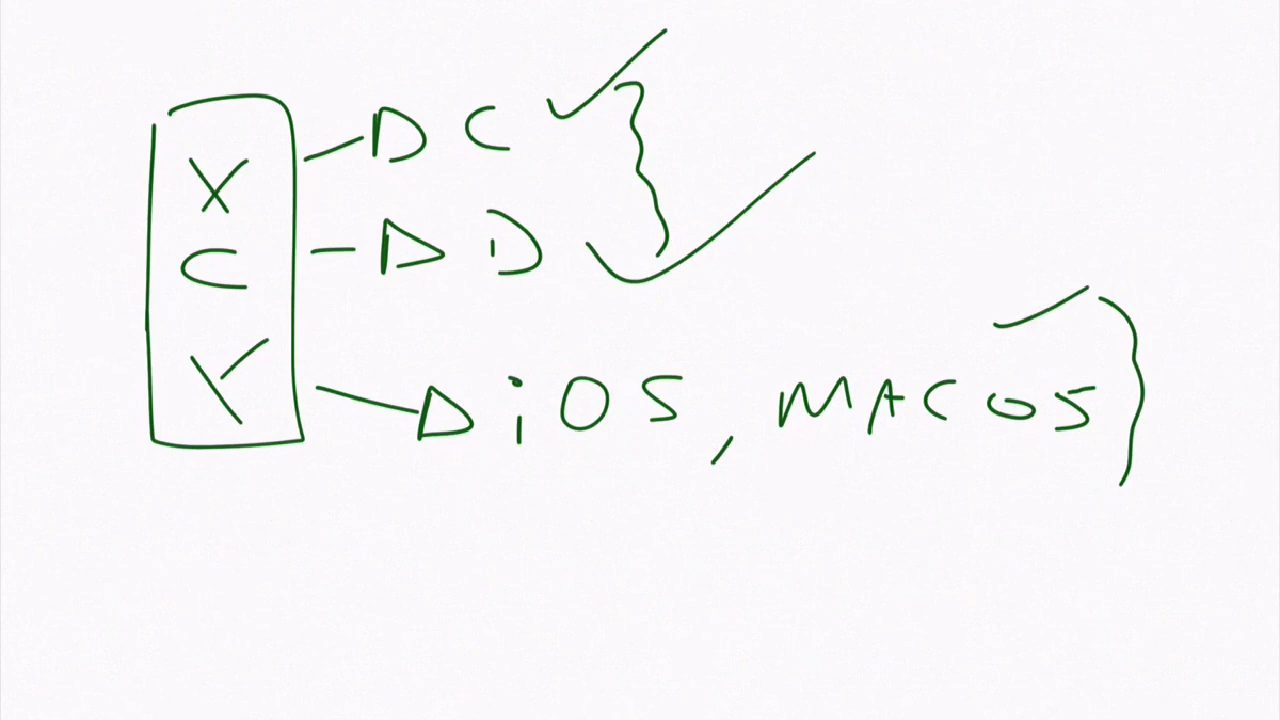 X → C
C → D
Y → iOS, MACOS